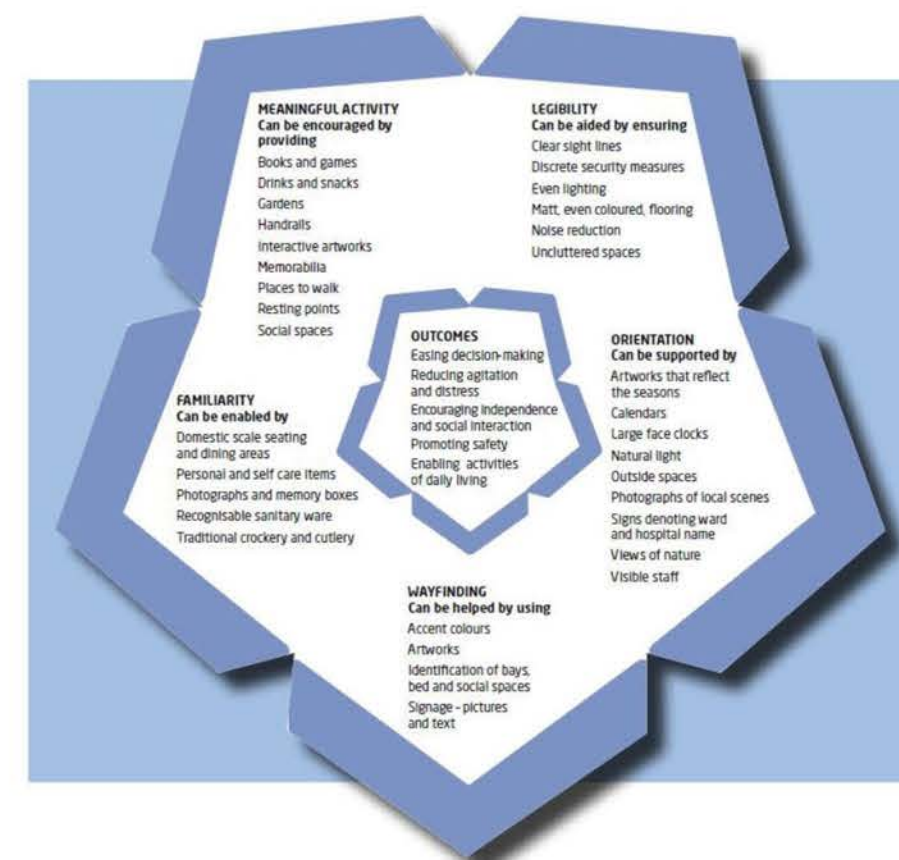 MEANINGFUL ACTIVITY
Can be encouraged by
providing
Books and games
Drinks and snacks
Gardens
Handrails
Interactive artworks
Memorabilia
Places to walk
Resting points
Social spaces
LEGIBILITY
Can be aided by ensuring
Clear sight lines
Discrete security measures
Even lighting
Matt, even coloured, flooring
Noise reduction
Uncluttered spaces
OUTCOMES
Easing decision-making
Reducing agitation
and distress
Encouraging independence
and social interaction
Promoting safety
Enabling activities
of daily living
ORIENTATION
Can be supported by
Artworks that reflect
the seasons
Calendars
Large face clocks
Natural light
Outside spaces
Photographs of local scenes
Signs denoting ward
and hospital name
Views of nature
Visible staff
FAMILIARITY
Can be enabled by
Domestic scale seating
and dining areas
Personal and self care items
Photographs and memory boxes
Recognisable sanitary ware
Traditional crockery and cutlery
WAYFINDING
Can be helped by using
Accent colours
Artworks
Identification of bays,
bed and social spaces
Signage - pictures
and text